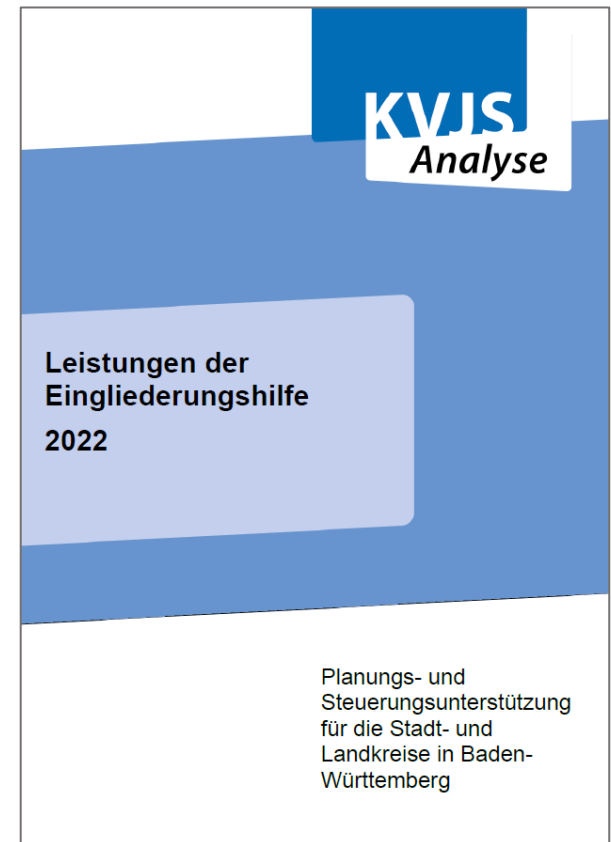 KVJS
Analyse
Leistungen der
Eingliederungshilfe
2022
Planungs- und
Steuerungsunterstützung
für die Stadt- und
Landkreise in Baden-
Württemberg